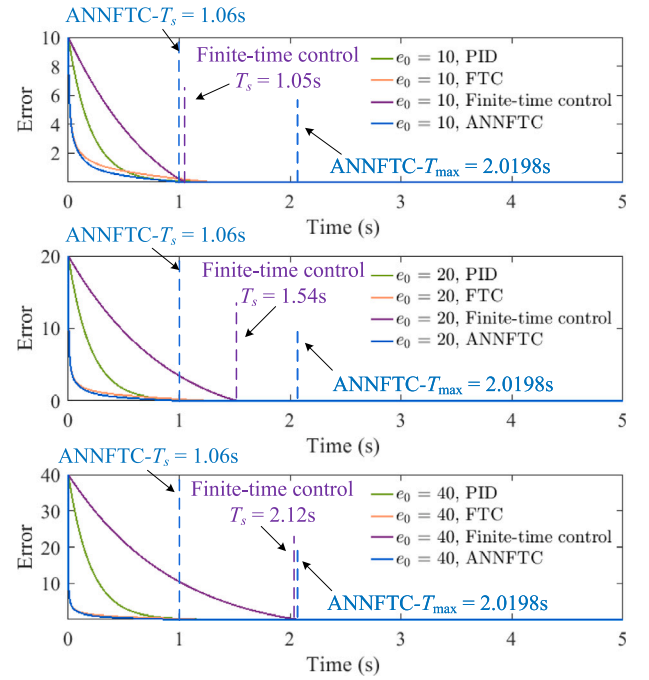 ANNFTC-Ts = 1.06s
Finite-time control
Ts = 1.05s
e0 = 10, PID
e0 = 10, FTC
e0 = 10, Finite-time control
e0 = 10, ANNFTC
ANNFTC-Tmax = 2.0198s
10
8
6
4
2
Error
0 1 2 3 4 5
Time (s)
ANNFTC-Ts = 1.06s
Finite-time control
Ts = 1.54s
e0 = 20, PID
e0 = 20, FTC
e0 = 20, Finite-time control
e0 = 20, ANNFTC
ANNFTC-Tmax = 2.0198s
20
10
0
Error
0 1 2 3 4 5
Time (s)
ANNFTC-Ts = 1.06s
Finite-time control
Ts = 2.12s
e0 = 40, PID
e0 = 40, FTC
e0 = 40, Finite-time control
e0 = 40, ANNFTC
ANNFTC-Tmax = 2.0198s
40
30
20
10
Error
0 1 2 3 4 5
Time (s)